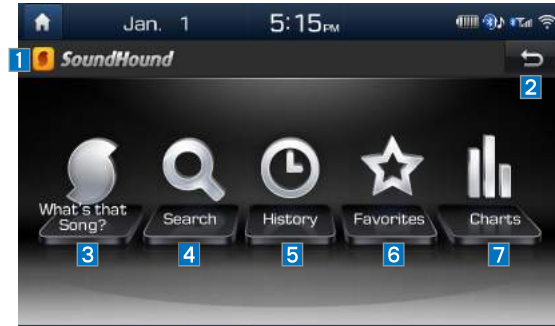 Jan. 1 5:15PM
1 SoundHound
2
What's that
Song?
Search
History
Favorites
Charts
3 4 5 6 7